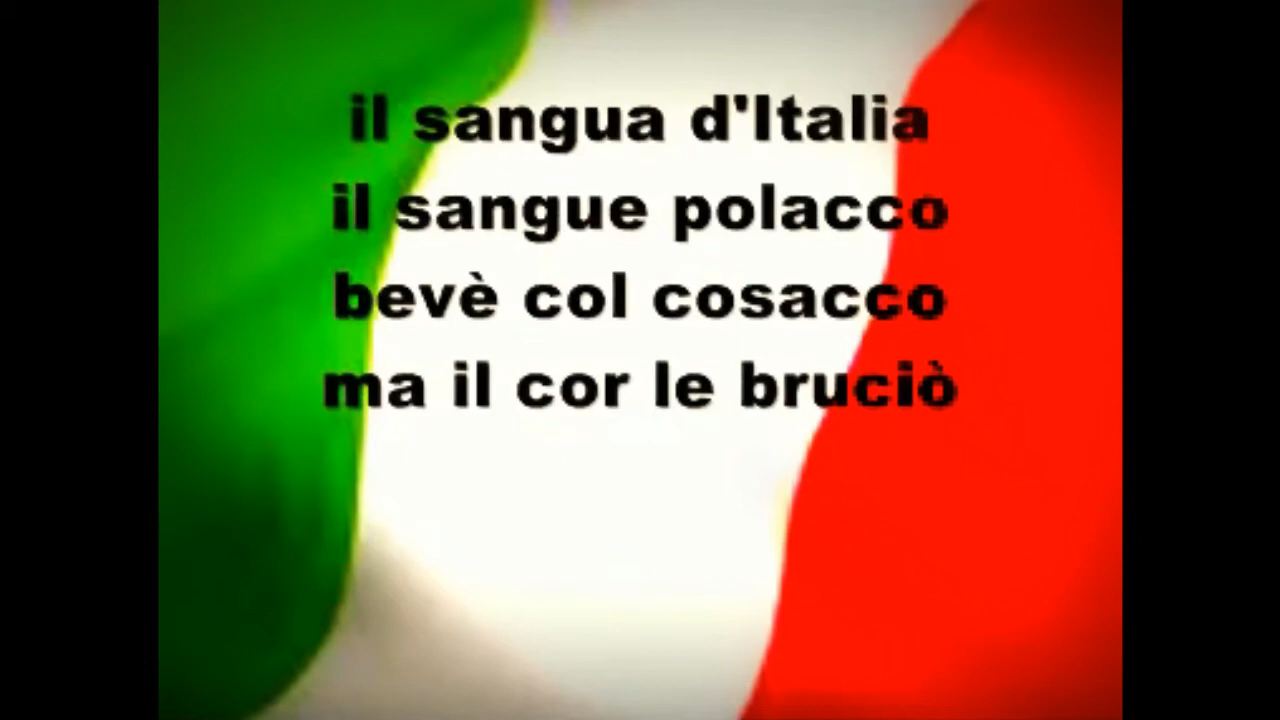 il sangua d'Italia
il sangue polacco
bevè col cosacco
ma il cor le bruciò